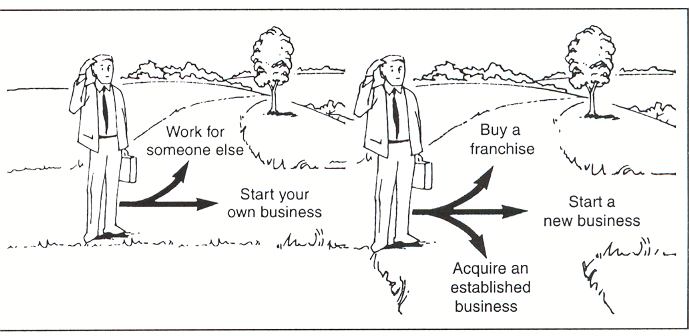 Work for
someone else
Start your
own business
Buy a
franchise
Start a
new business
Acquire an
established
business